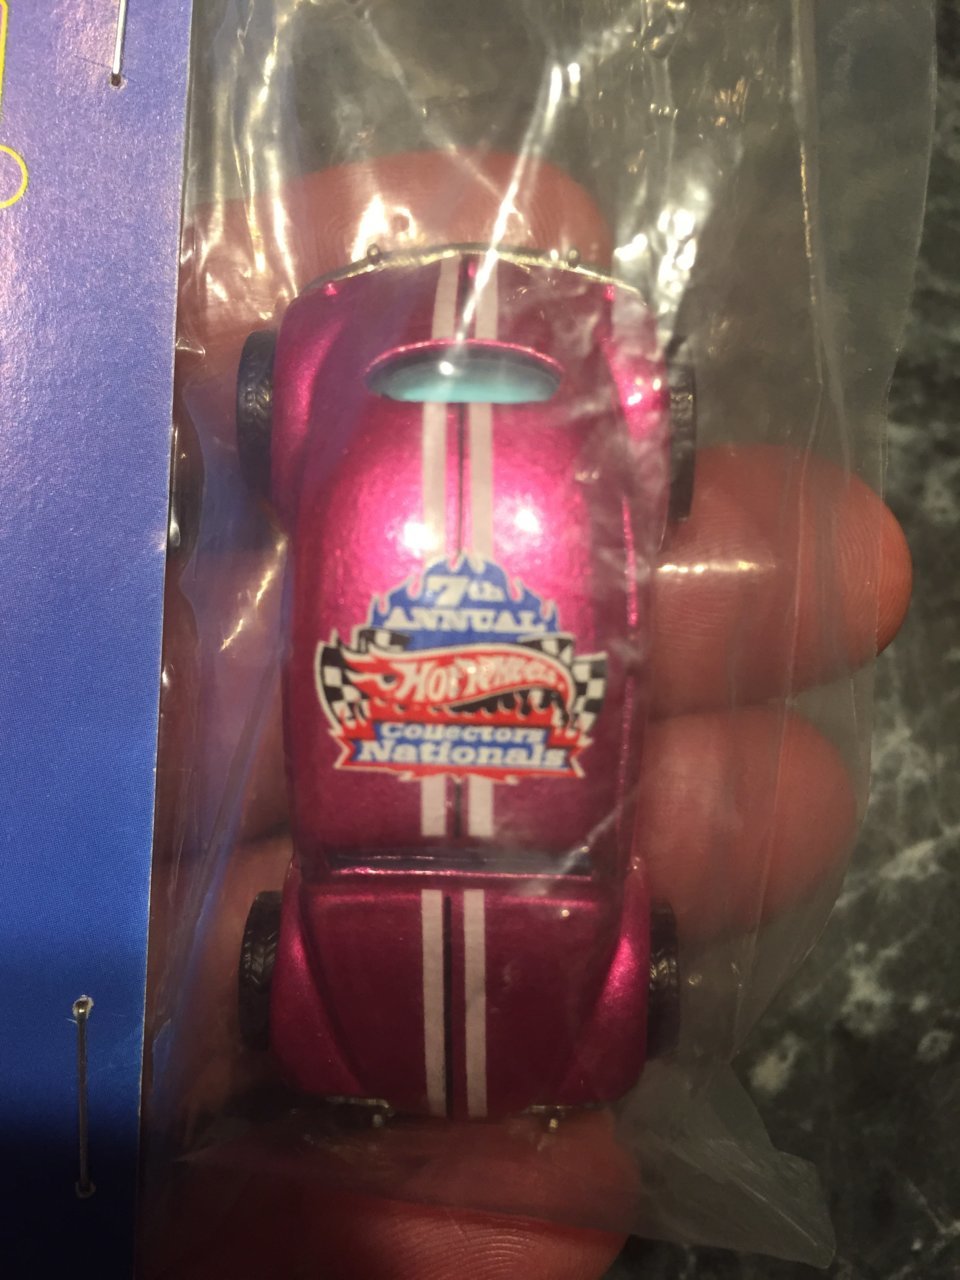 7th
ANNUAL
HOT WHEELS
Collectors
Nationals